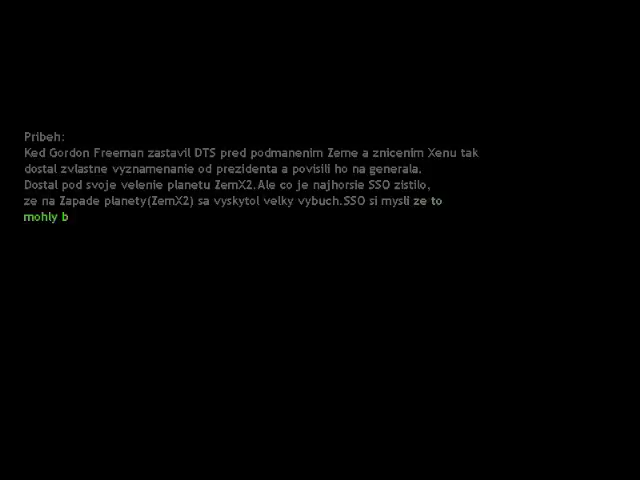 Pribeh:
Ked Gordon Freeman zastavil DTS pred podmanenim Zeme a znicenim Xenu tak
dostal zvlastne vyznamenanie od prezidenta a povisili ho na generala.
Dostal pod svoje velenie planetu ZemX2.Ale co je najhorsie SSO zistilo,
ze na Zapade planety(ZemX2) sa vyskytol velky vybuch.SSO si mysli ze to
mohly b